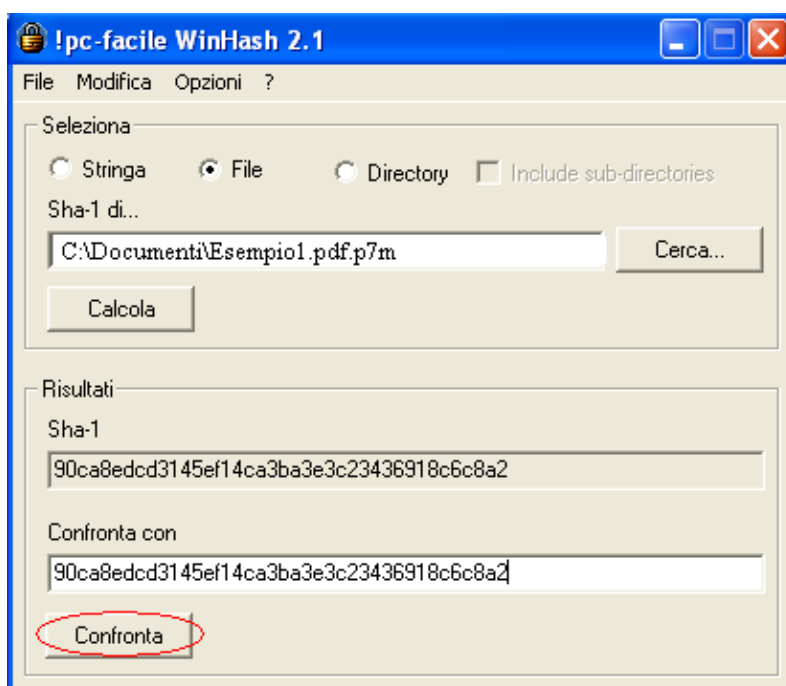 !pc-facile WinHash 2.1
File Modifica Opzioni ?
Seleziona
Stringa File Directory Include sub-directories
Sha-1 di...
C:\Documenti\Esempio1.pdf.p7m Cerca...
Calcola
Risultati
Sha-1
90ca8edcd3145ef14ca3ba3e3c23436918c6c8a2
Confronta con
90ca8edcd3145ef14ca3ba3e3c23436918c6c8a2
Confronta